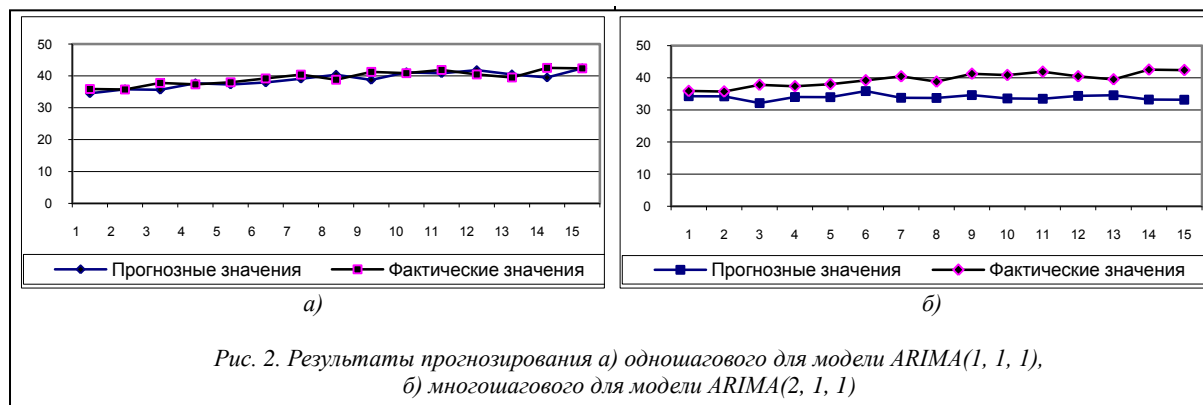 50
40
30
20
10
0
1 2 3 4 5 6 7 8 9 10 11 12 13 14 15
Прогнозные значения Фактические значения
а)
50
40
30
20
10
0
1 2 3 4 5 6 7 8 9 10 11 12 13 14 15
Прогнозные значения Фактические значения
б)
Рис. 2. Результаты прогнозирования а) одношагового для модели ARIMA(1, 1, 1),
б) многошагового для модели ARIMA(2, 1, 1)